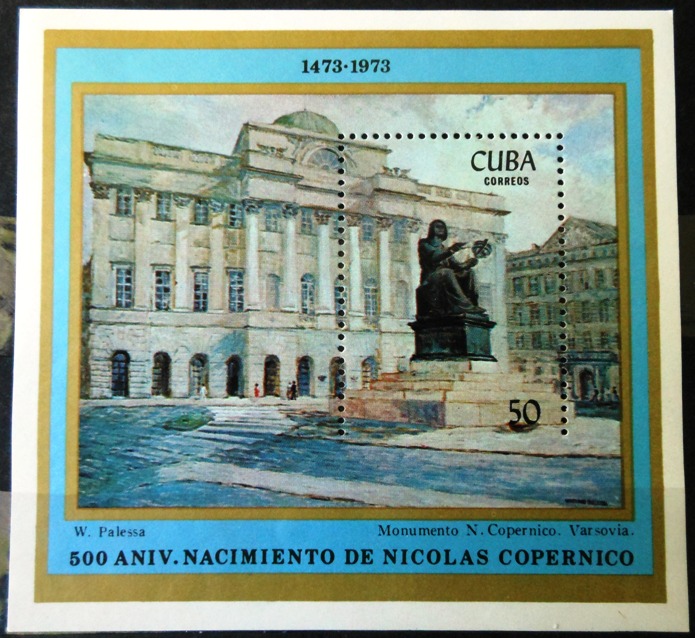 1473·1973
CUBA
CORREOS
50
W. Palessa
Monumento N. Copernico. Varsovia.
500 ANIV. NACIMIENTO DE NICOLAS COPERNICO